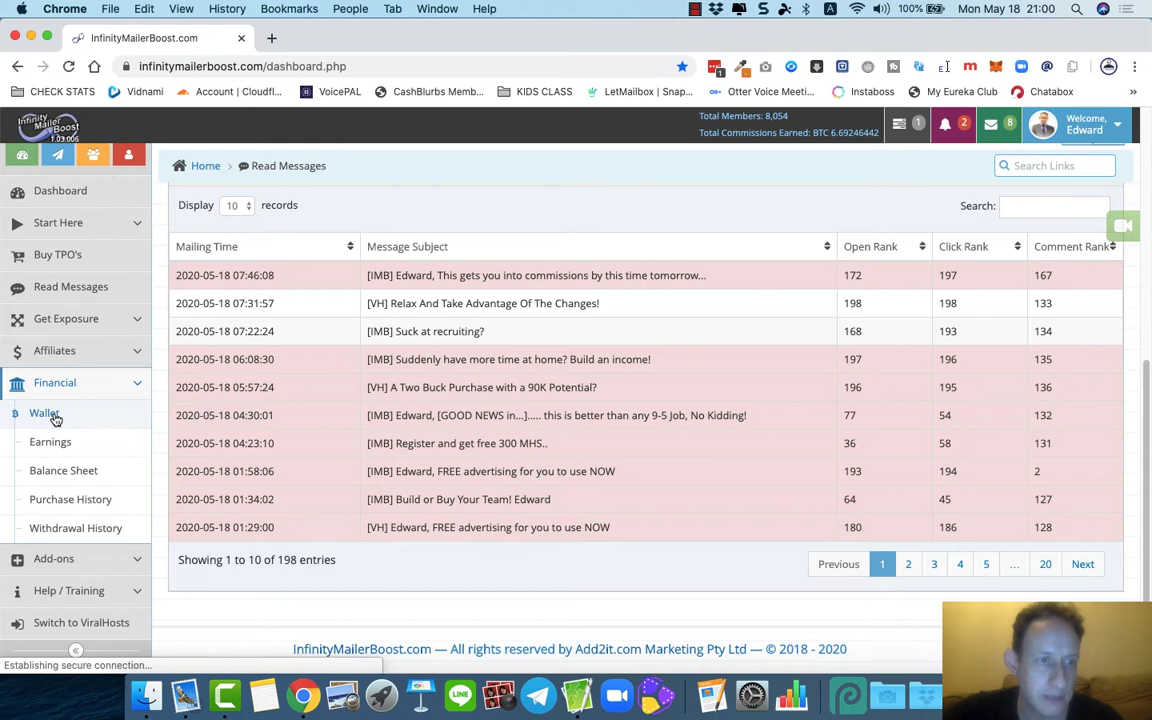 Chrome File Edit View History Bookmarks People Tab Window Help 100% Mon May 18 21:00
InfinityMailerBoost.com
infinitymailerboost.com/dashboard.php
CHECK STATS Vidnami Account | Cloudfl... VoicePAL CashBlurbs Memb... KIDS CLASS LetMailbox | Snap... Otter Voice Meeti... Instaboss My Eureka Club Chatabox
Infinity Mailer Boost 1.03.006
Total Members: 8,054
Total Commissions Earned: BTC 6.69246442
1 2 8
Welcome, Edward
Home Read Messages Search Links
Dashboard
Start Here
Buy TPO's
Read Messages
Get Exposure
Affiliates
Financial
Wallet
Earnings
Balance Sheet
Purchase History
Withdrawal History
Add-ons
Help / Training
Switch to ViralHosts
Establishing secure connection...
Display 10 records Search:
Mailing Time Message Subject Open Rank Click Rank Comment Rank
2020-05-18 07:46:08 [IMB] Edward, This gets you into commissions by this time tomorrow... 172 197 167
2020-05-18 07:31:57 [VH] Relax And Take Advantage Of The Changes! 198 198 133
2020-05-18 07:22:24 [IMB] Suck at recruiting? 168 193 134
2020-05-18 06:08:30 [IMB] Suddenly have more time at home? Build an income! 197 196 135
2020-05-18 05:57:24 [VH] A Two Buck Purchase with a 90K Potential? 196 195 136
2020-05-18 04:30:01 [IMB] Edward, [GOOD NEWS in...]..... this is better than any 9-5 Job, No Kidding! 77 54 132
2020-05-18 04:23:10 [IMB] Register and get free 300 MHS.. 36 58 131
2020-05-18 01:58:06 [IMB] Edward, FREE advertising for you to use NOW 193 194 2
2020-05-18 01:34:02 [IMB] Build or Buy Your Team! Edward 64 45 127
2020-05-18 01:29:00 [VH] Edward, FREE advertising for you to use NOW 180 186 128
Showing 1 to 10 of 198 entries Previous 1 2 3 4 5 ... 20 Next
InfinityMailerBoost.com — All rights reserved by Add2it.com Marketing Pty Ltd — © 2018 - 2020
LINE